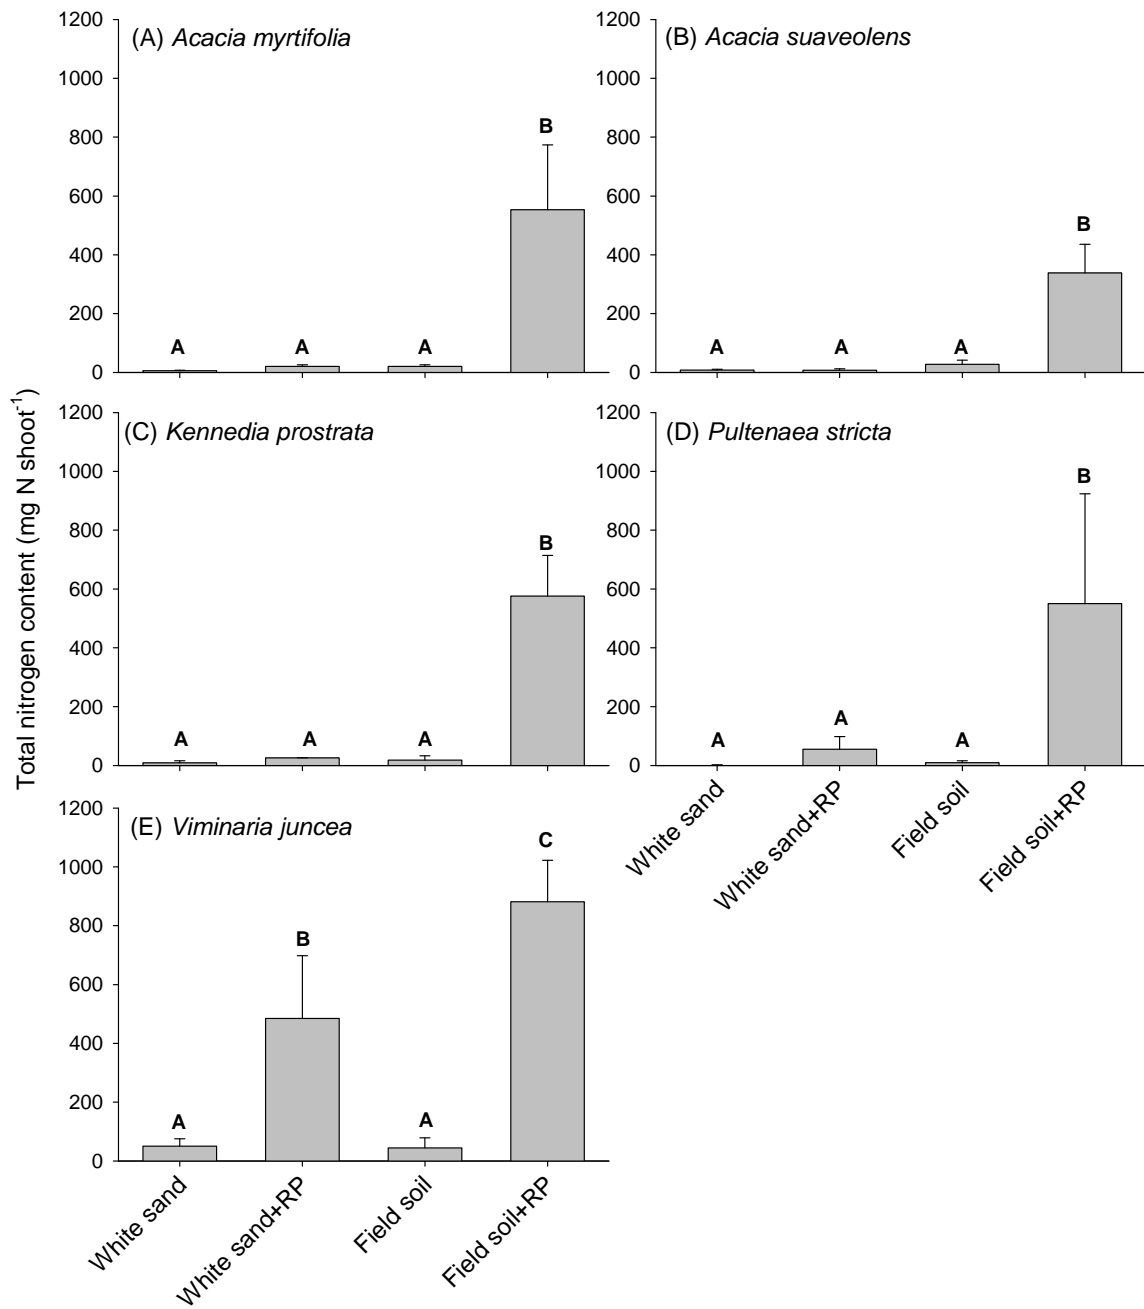 Total nitrogen content (mg N shoot⁻¹)
(A) Acacia myrtifolia
1200
1000
800
600
400
200
0
A
A
A
B
(B) Acacia suaveolens
1200
1000
800
600
400
200
0
A
A
A
B
(C) Kennedia prostrata
1200
1000
800
600
400
200
0
A
A
A
B
(D) Pultenaea stricta
1200
1000
800
600
400
200
0
A
A
A
B
White sand
White sand+RP
Field soil
Field soil+RP
(E) Viminaria juncea
1200
1000
800
600
400
200
0
A
B
A
C
White sand
White sand+RP
Field soil
Field soil+RP